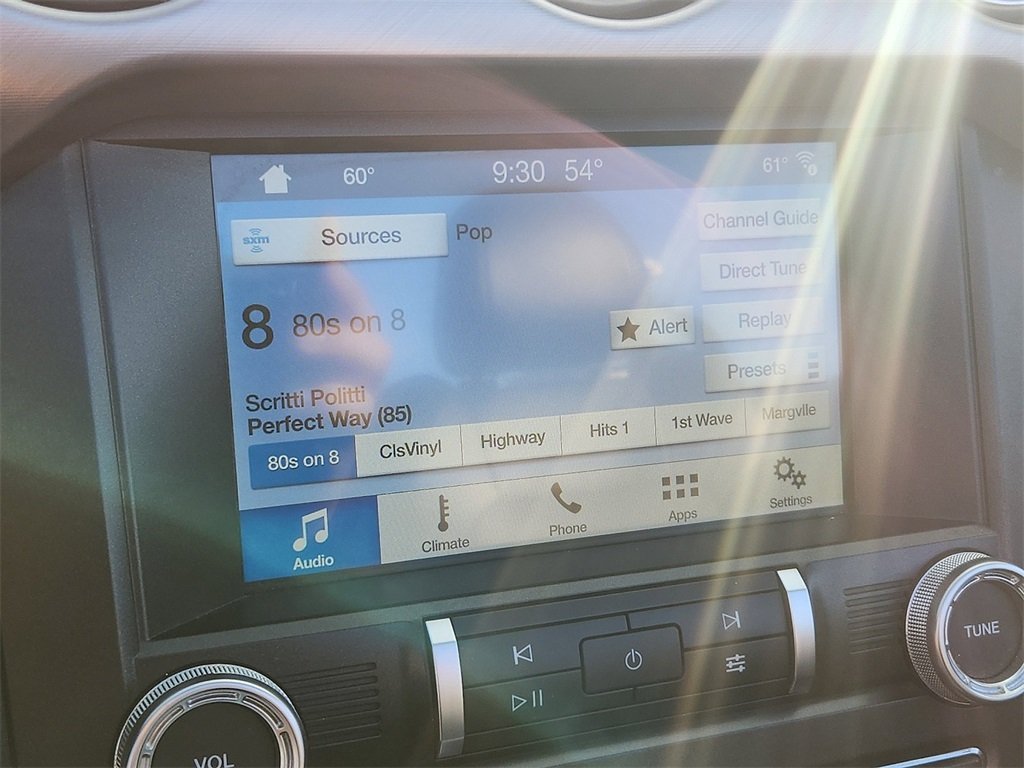 60° 9:30 54° 61°
sxm Sources Pop Channel Guide
Direct Tune
8 80s on 8 Alert Replay
Presets
Scritti Politti
Perfect Way (85)
80s on 8 ClsVinyl Highway Hits 1 1st Wave Margvlle
Audio Climate Phone Apps Settings
TUNE
VOL